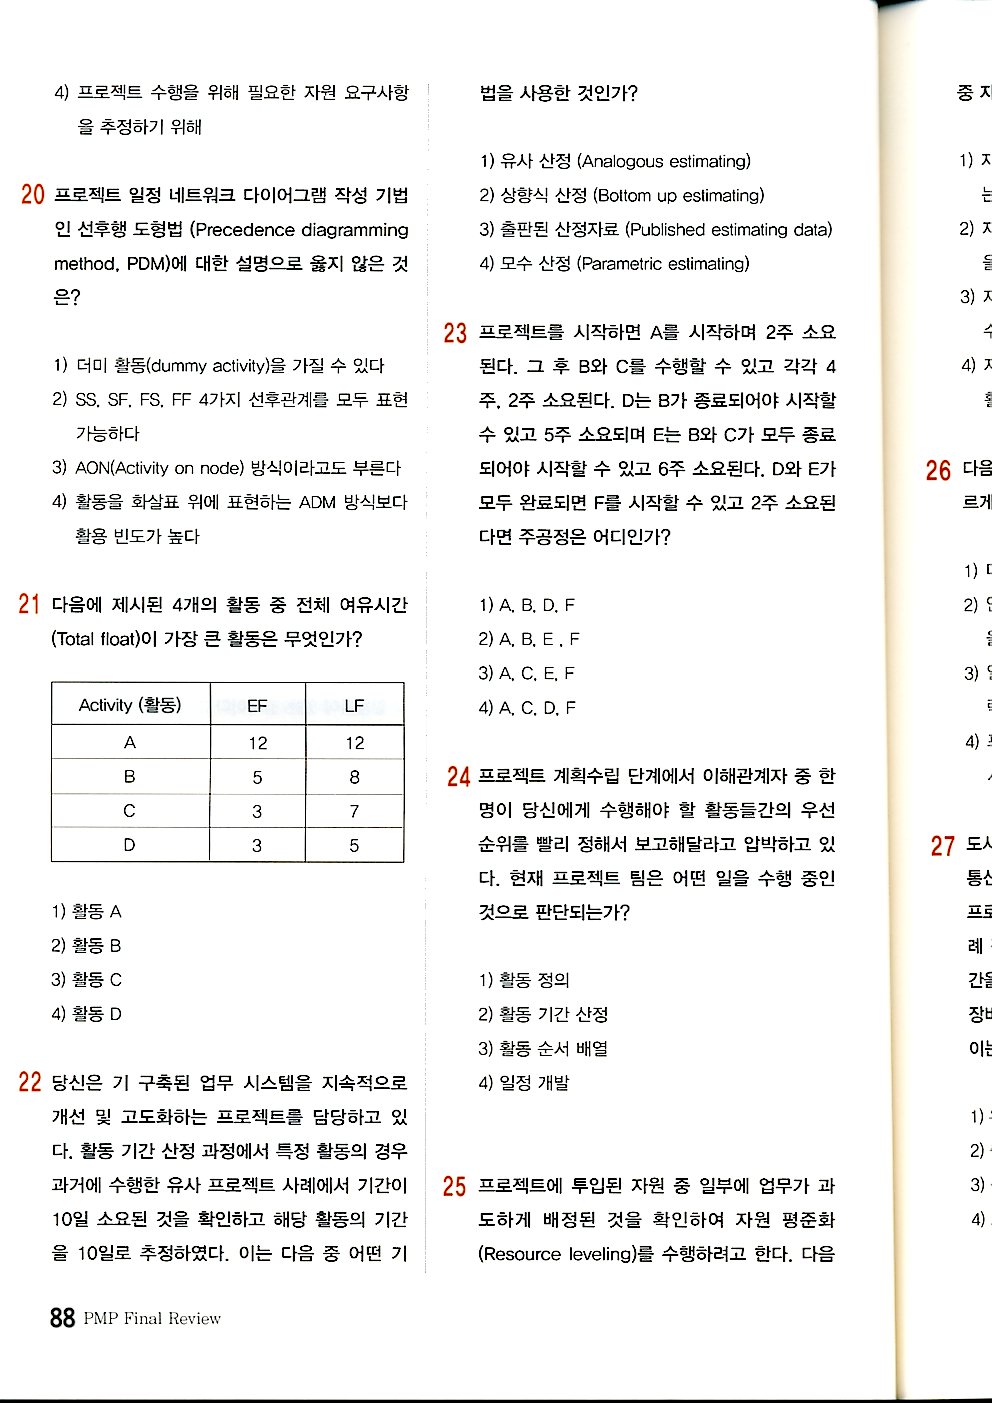 4) 프로젝트 수행을 위해 필요한 자원 요구사항
을 추정하기 위해
20 프로젝트 일정 네트워크 다이어그램 작성 기법
인 선후행 도형법 (Precedence diagramming
method, PDM)에 대한 설명으로 옳지 않은 것
은?
1) 더미 활동(dummy activity)을 가질 수 있다
2) SS, SF, FS, FF 4가지 선후관계를 모두 표현
가능하다
3) AON(Activity on node) 방식이라고도 부른다
4) 활동을 화살표 위에 표현하는 ADM 방식보다
활용 빈도가 높다
21 다음에 제시된 4개의 활동 중 전체 여유시간
(Total float)이 가장 큰 활동은 무엇인가?
Activity (활동) EF LF
A 12 12
B 5 8
C 3 7
D 3 5
1) 활동 A
2) 활동 B
3) 활동 C
4) 활동 D
22 당신은 기 구축된 업무 시스템을 지속적으로
개선 및 고도화하는 프로젝트를 담당하고 있
다. 활동 기간 산정 과정에서 특정 활동의 경우
과거에 수행한 유사 프로젝트 사례에서 기간이
10일 소요된 것을 확인하고 해당 활동의 기간
을 10일로 추정하였다. 이는 다음 중 어떤 기
법을 사용한 것인가?
1) 유사 산정 (Analogous estimating)
2) 상향식 산정 (Bottom up estimating)
3) 출판된 산정자료 (Published estimating data)
4) 모수 산정 (Parametric estimating)
23 프로젝트를 시작하면 A를 시작하며 2주 소요
된다. 그 후 B와 C를 수행할 수 있고 각각 4
주, 2주 소요된다. D는 B가 종료되어야 시작할
수 있고 5주 소요되며 E는 B와 C가 모두 종료
되어야 시작할 수 있고 6주 소요된다. D와 E가
모두 완료되면 F를 시작할 수 있고 2주 소요된
다면 주공정은 어디인가?
1) A, B, D, F
2) A, B, E , F
3) A, C, E, F
4) A, C, D, F
24 프로젝트 계획수립 단계에서 이해관계자 중 한
명이 당신에게 수행해야 할 활동들간의 우선
순위를 빨리 정해서 보고해달라고 압박하고 있
다. 현재 프로젝트 팀은 어떤 일을 수행 중인
것으로 판단되는가?
1) 활동 정의
2) 활동 기간 산정
3) 활동 순서 배열
4) 일정 개발
25 프로젝트에 투입된 자원 중 일부에 업무가 과
도하게 배정된 것을 확인하여 자원 평준화
(Resource leveling)를 수행하려고 한다. 다음
88 PMP Final Review
중
1)
2)
3)
4)
26 다음
르게
1)
2)
3)
4)
27 도시
통신
프로
례
간을
장비
이는
1)
2)
3)
4)